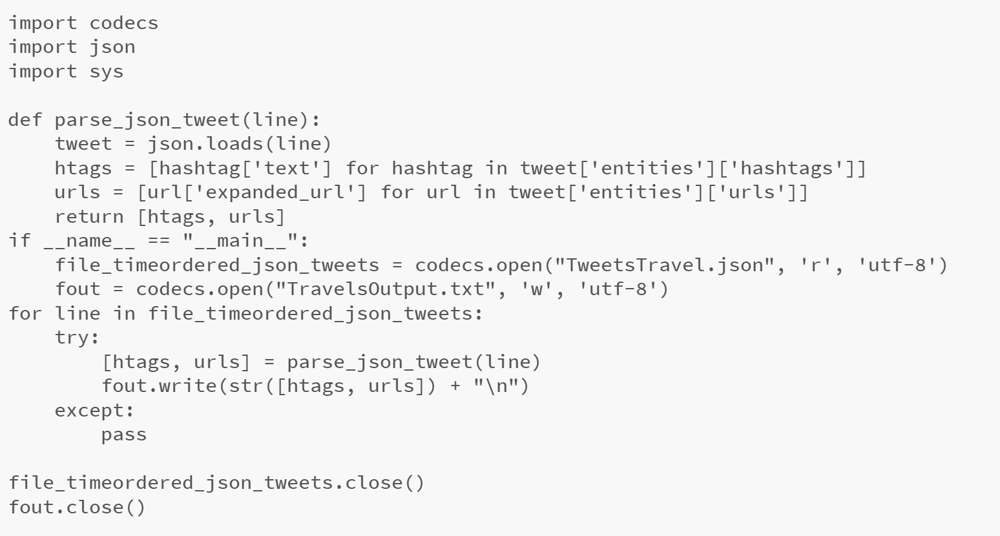 import codecs
import json
import sys

def parse_json_tweet(line):
    tweet = json.loads(line)
    htags = [hashtag['text'] for hashtag in tweet['entities']['hashtags']]
    urls = [url['expanded_url'] for url in tweet['entities']['urls']]
    return [htags, urls]
if __name__ == "__main__":
    file_timeordered_json_tweets = codecs.open("TweetsTravel.json", 'r', 'utf-8')
    fout = codecs.open("TravelsOutput.txt", 'w', 'utf-8')
for line in file_timeordered_json_tweets:
    try:
        [htags, urls] = parse_json_tweet(line)
        fout.write(str([htags, urls]) + "\n")
    except:
        pass

file_timeordered_json_tweets.close()
fout.close()